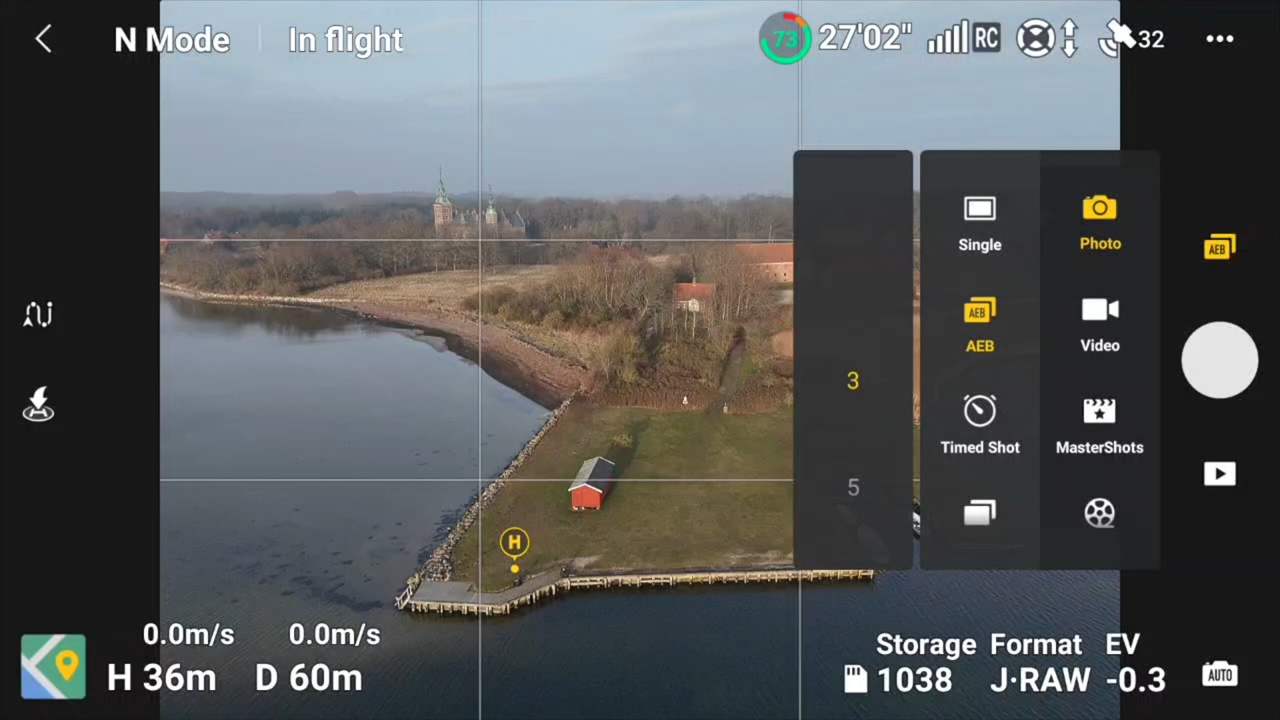 N Mode
In flight
73
27'02"
RC
32
Single
Photo
AEB
AEB
AEB
Video
3
5
Timed Shot
MasterShots
H
0.0m/s
0.0m/s
H 36m
D 60m
Storage
Format
EV
1038
J·RAW
-0.3
AUTO